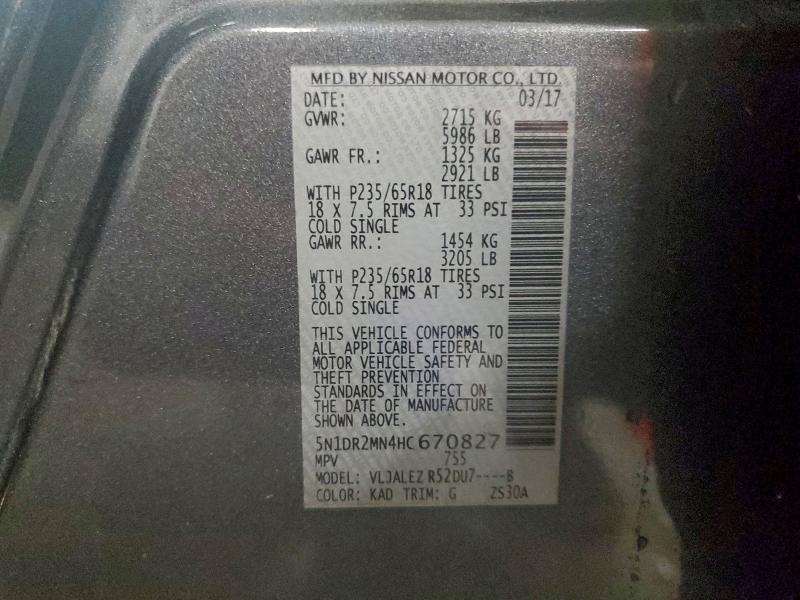 MFD BY NISSAN MOTOR CO., LTD.
DATE: 03/17
GVWR: 2715 KG
5986 LB
GAWR FR.: 1325 KG
2921 LB
WITH P235/65R18 TIRES
18 X 7.5 RIMS AT 33 PSI
COLD SINGLE
GAWR RR.: 1454 KG
3205 LB
WITH P235/65R18 TIRES
18 X 7.5 RIMS AT 33 PSI
COLD SINGLE
THIS VEHICLE CONFORMS TO
ALL APPLICABLE FEDERAL
MOTOR VEHICLE SAFETY AND
THEFT PREVENTION
STANDARDS IN EFFECT ON
THE DATE OF MANUFACTURE
SHOWN ABOVE.
5N1DR2MN4HC670827
MPV 755
MODEL: VLJALEZ R52DU7----B
COLOR: KAD TRIM: G ZS30A